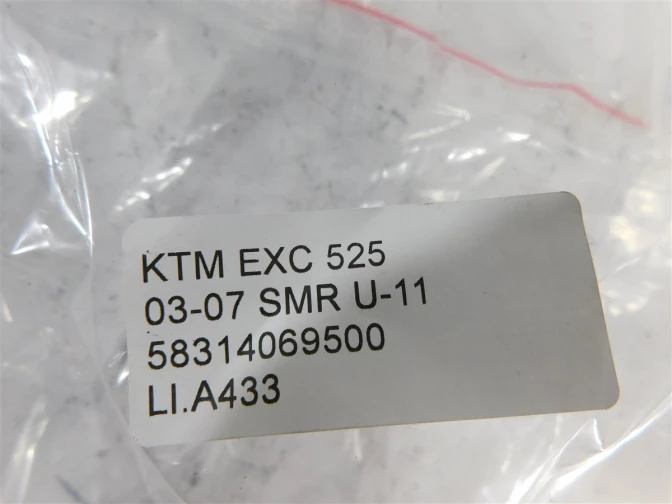 KTM EXC 525
03-07 SMR U-11
58314069500
LI.A433